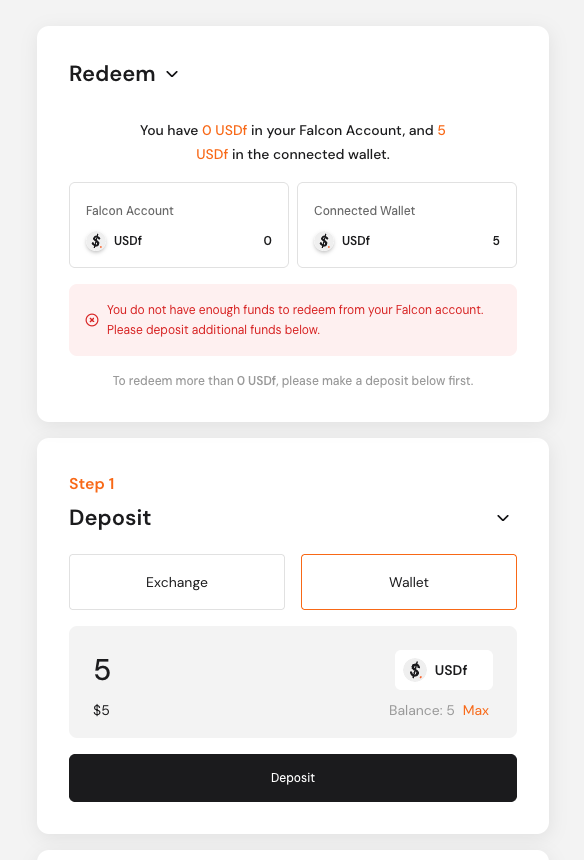 Redeem
You have 0 USDf in your Falcon Account, and 5
USDf in the connected wallet.
Falcon Account
USDf 0
Connected Wallet
USDf 5
You do not have enough funds to redeem from your Falcon account.
Please deposit additional funds below.
To redeem more than 0 USDf, please make a deposit below first.
Step 1
Deposit
Exchange
Wallet
5
USDf
$5
Balance: 5 Max
Deposit